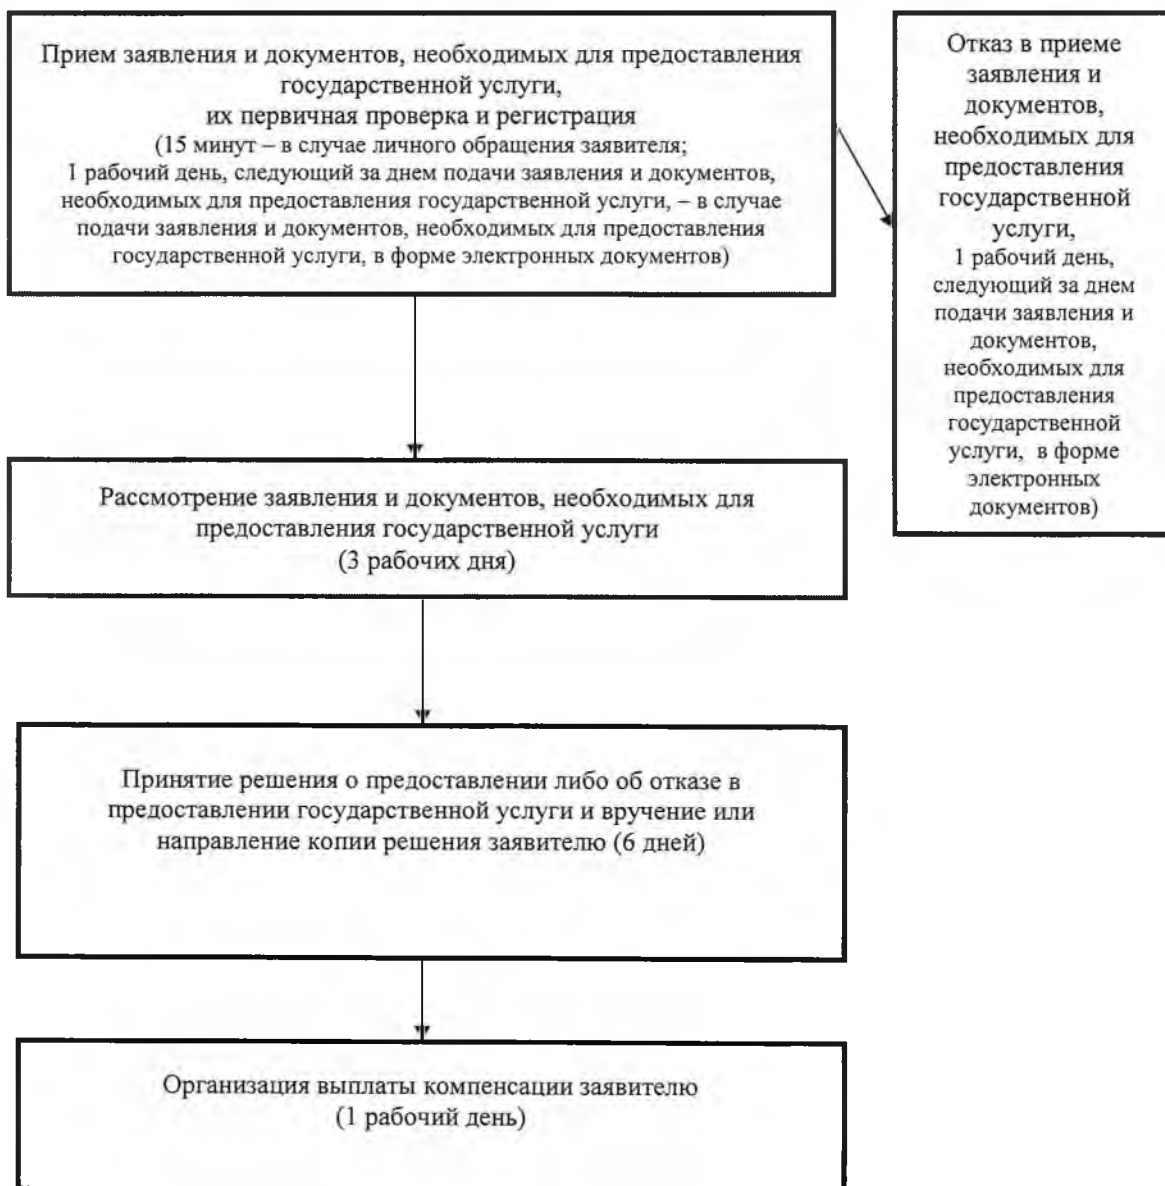 Прием заявления и документов, необходимых для предоставления
государственной услуги,
их первичная проверка и регистрация
(15 минут – в случае личного обращения заявителя;
1 рабочий день, следующий за днем подачи заявления и документов,
необходимых для предоставления государственной услуги, – в случае
подачи заявления и документов, необходимых для предоставления
государственной услуги, в форме электронных документов)
Отказ в приеме
заявления и
документов,
необходимых для
предоставления
государственной
услуги,
1 рабочий день,
следующий за днем
подачи заявления и
документов,
необходимых для
предоставления
государственной
услуги, в форме
электронных
документов)
Рассмотрение заявления и документов, необходимых для
предоставления государственной услуги
(3 рабочих дня)
Принятие решения о предоставлении либо об отказе в
предоставлении государственной услуги и вручение или
направление копии решения заявителю (6 дней)
Организация выплаты компенсации заявителю
(1 рабочий день)